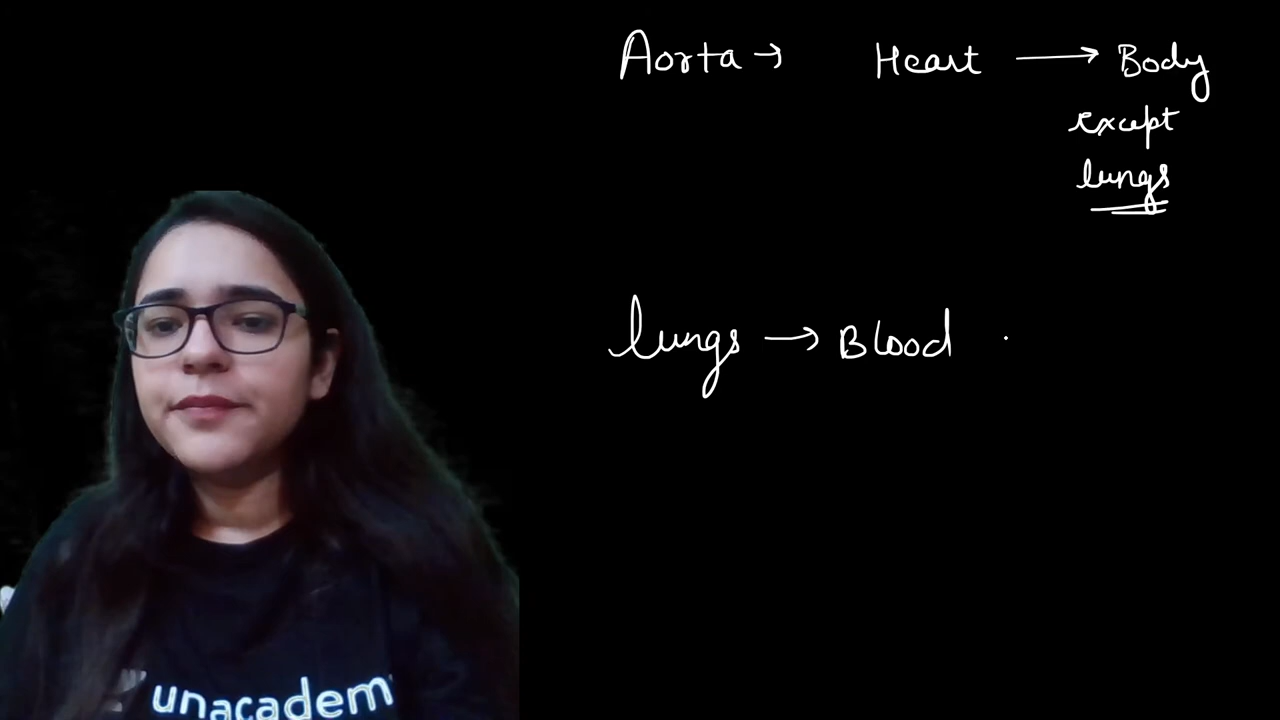 Aorta → Heart → Body
except
lungs
lungs → Blood
unacadem